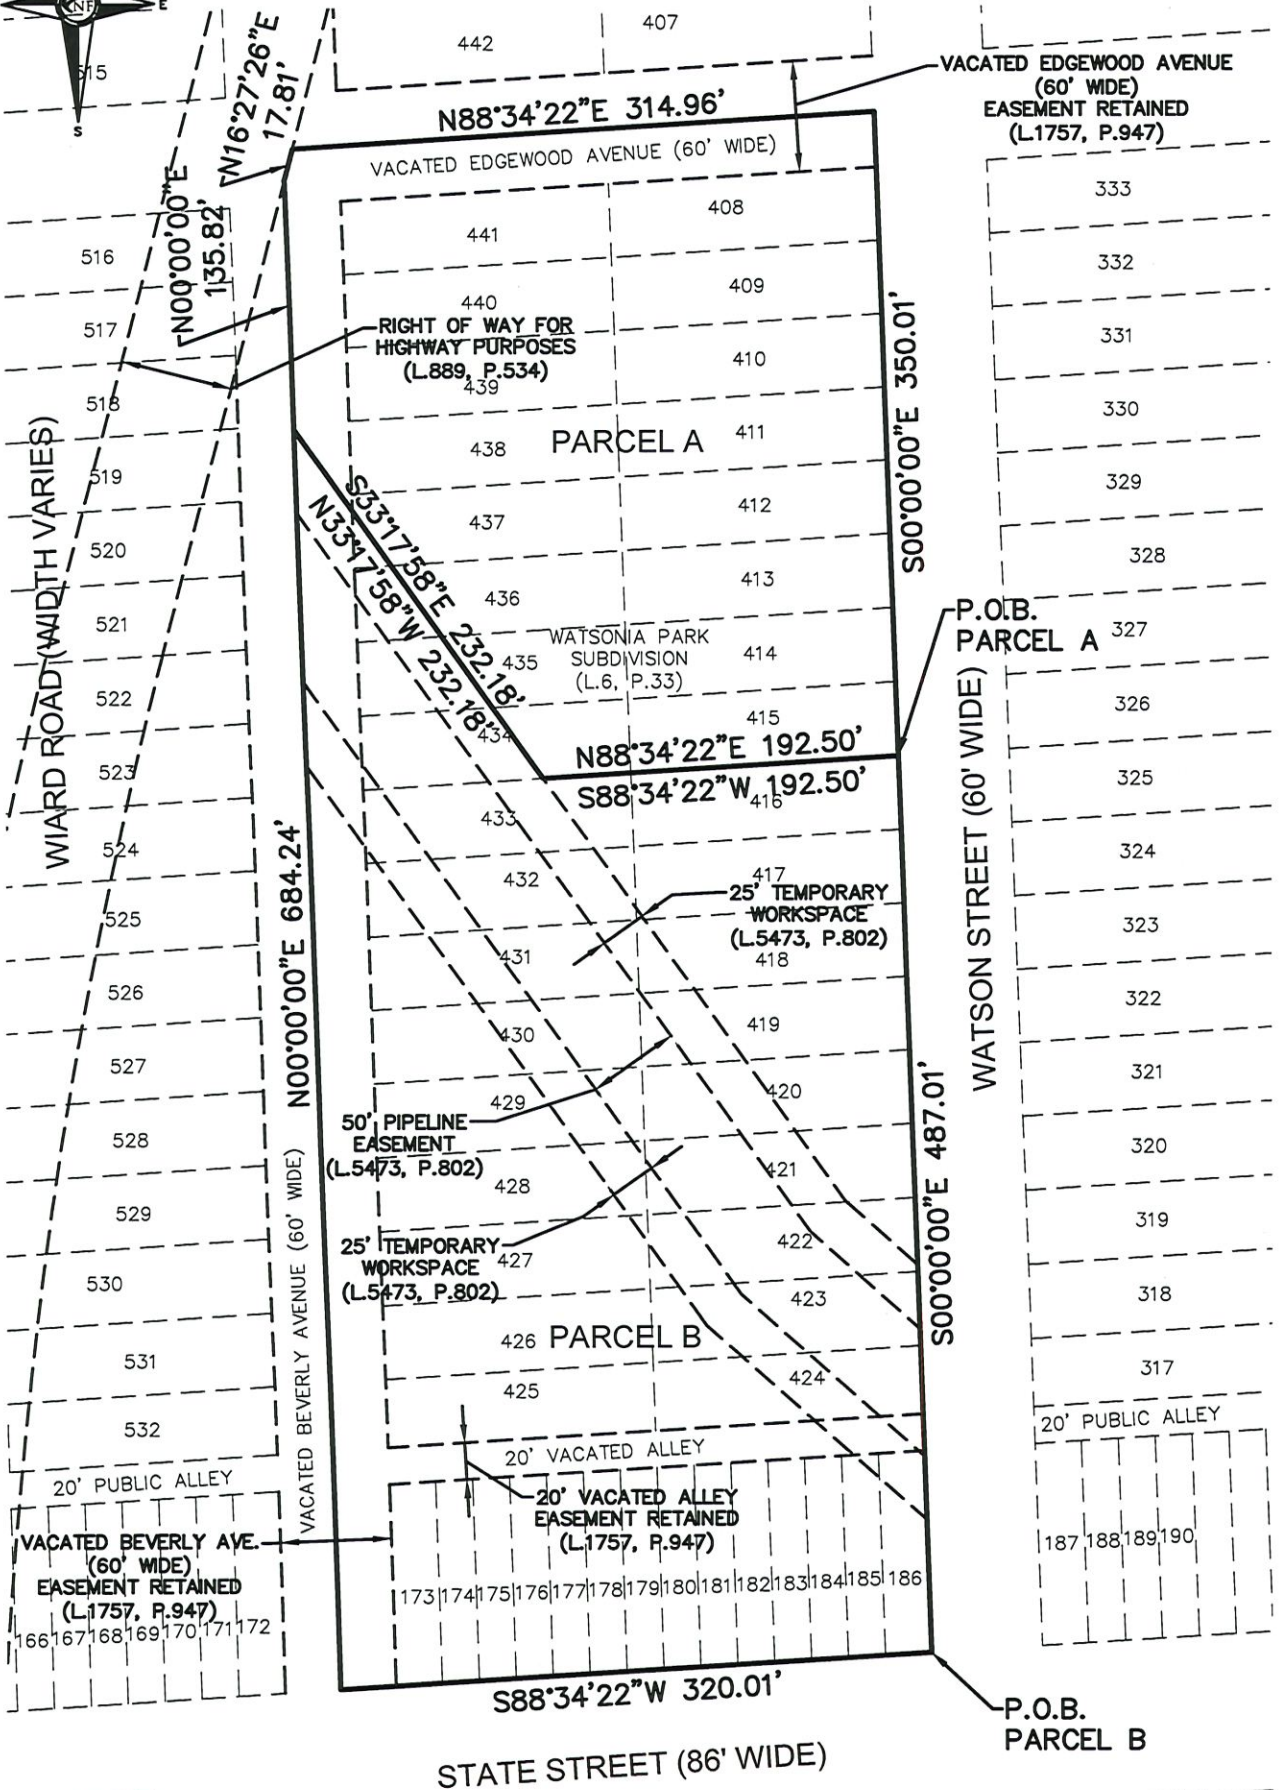 NF
E
S
515
442
407
N16°27'26"E
17.81'
N88°34'22"E 314.96'
VACATED EDGEWOOD AVENUE
(60' WIDE)
EASEMENT RETAINED
(L.1757, P.947)
VACATED EDGEWOOD AVENUE (60' WIDE)
N00°00'00"E
135.82'
333
332
331
330
329
328
327
326
325
324
323
322
321
320
319
318
317
516
517
518
519
520
521
522
523
524
525
526
527
528
529
530
531
532
441
408
440
409
RIGHT OF WAY FOR
HIGHWAY PURPOSES
(L.889, P.534)
439
410
438
PARCEL A
411
437
412
436
413
435
WATSONIA PARK
SUBDIVISION
(L.6, P.33)
414
434
415
S00°00'00"E 350.01'
S33°17'58"E 232.18'
N33°17'58"W 232.18'
P.O.B.
PARCEL A
N88°34'22"E 192.50'
S88°34'22"W 192.50'
416
WIARD ROAD (WIDTH VARIES)
WATSON STREET (60' WIDE)
433
432
417
25' TEMPORARY
WORKSPACE
(L.5473, P.802)
431
418
430
419
429
420
50' PIPELINE
EASEMENT
(L.5473, P.802)
428
421
25' TEMPORARY
WORKSPACE
(L.5473, P.802)
427
422
423
426
PARCEL B
424
425
N00°00'00"E 684.24'
S00°00'00"E 487.01'
VACATED BEVERLY AVENUE (60' WIDE)
20' PUBLIC ALLEY
20' VACATED ALLEY
20' PUBLIC ALLEY
20' VACATED ALLEY
EASEMENT RETAINED
(L.1757, P.947)
VACATED BEVERLY AVE.
(60' WIDE)
EASEMENT RETAINED
(L.1757, P.947)
166 167 168 169 170 171 172
173 174 175 176 177 178 179 180 181 182 183 184 185 186
187 188 189 190
S88°34'22"W 320.01'
P.O.B.
PARCEL B
STATE STREET (86' WIDE)